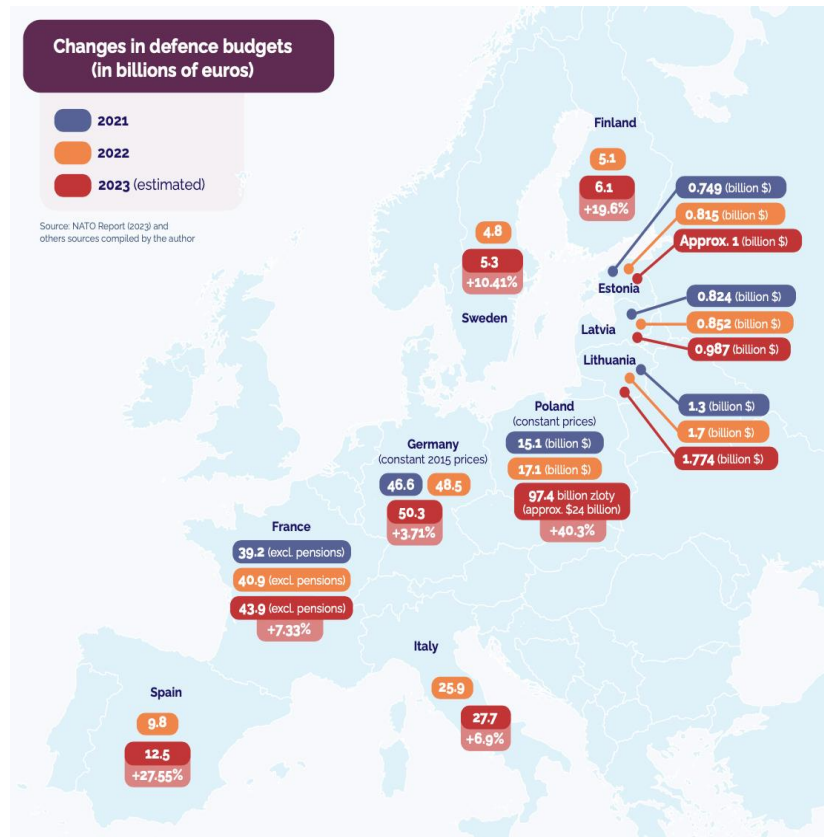 Changes in defence budgets
(in billions of euros)
2021
2022
2023 (estimated)
Source: NATO Report (2023) and
others sources compiled by the author
Finland
5.1
6.1
+19.6%
4.8
5.3
+10.41%
Sweden
0.749 (billion $)
0.815 (billion $)
Approx. 1 (billion $)
Estonia
0.824 (billion $)
Latvia
0.852 (billion $)
0.987 (billion $)
Lithuania
1.3 (billion $)
1.7 (billion $)
1.774 (billion $)
Poland
(constant prices)
15.1 (billion $)
17.1 (billion $)
97.4 billion zloty
(approx. $24 billion)
+40.3%
Germany
(constant 2015 prices)
46.6 48.5
50.3
+3.71%
France
39.2 (excl. pensions)
40.9 (excl. pensions)
43.9 (excl. pensions)
+7.33%
Italy
25.9
27.7
+6.9%
Spain
9.8
12.5
+27.55%